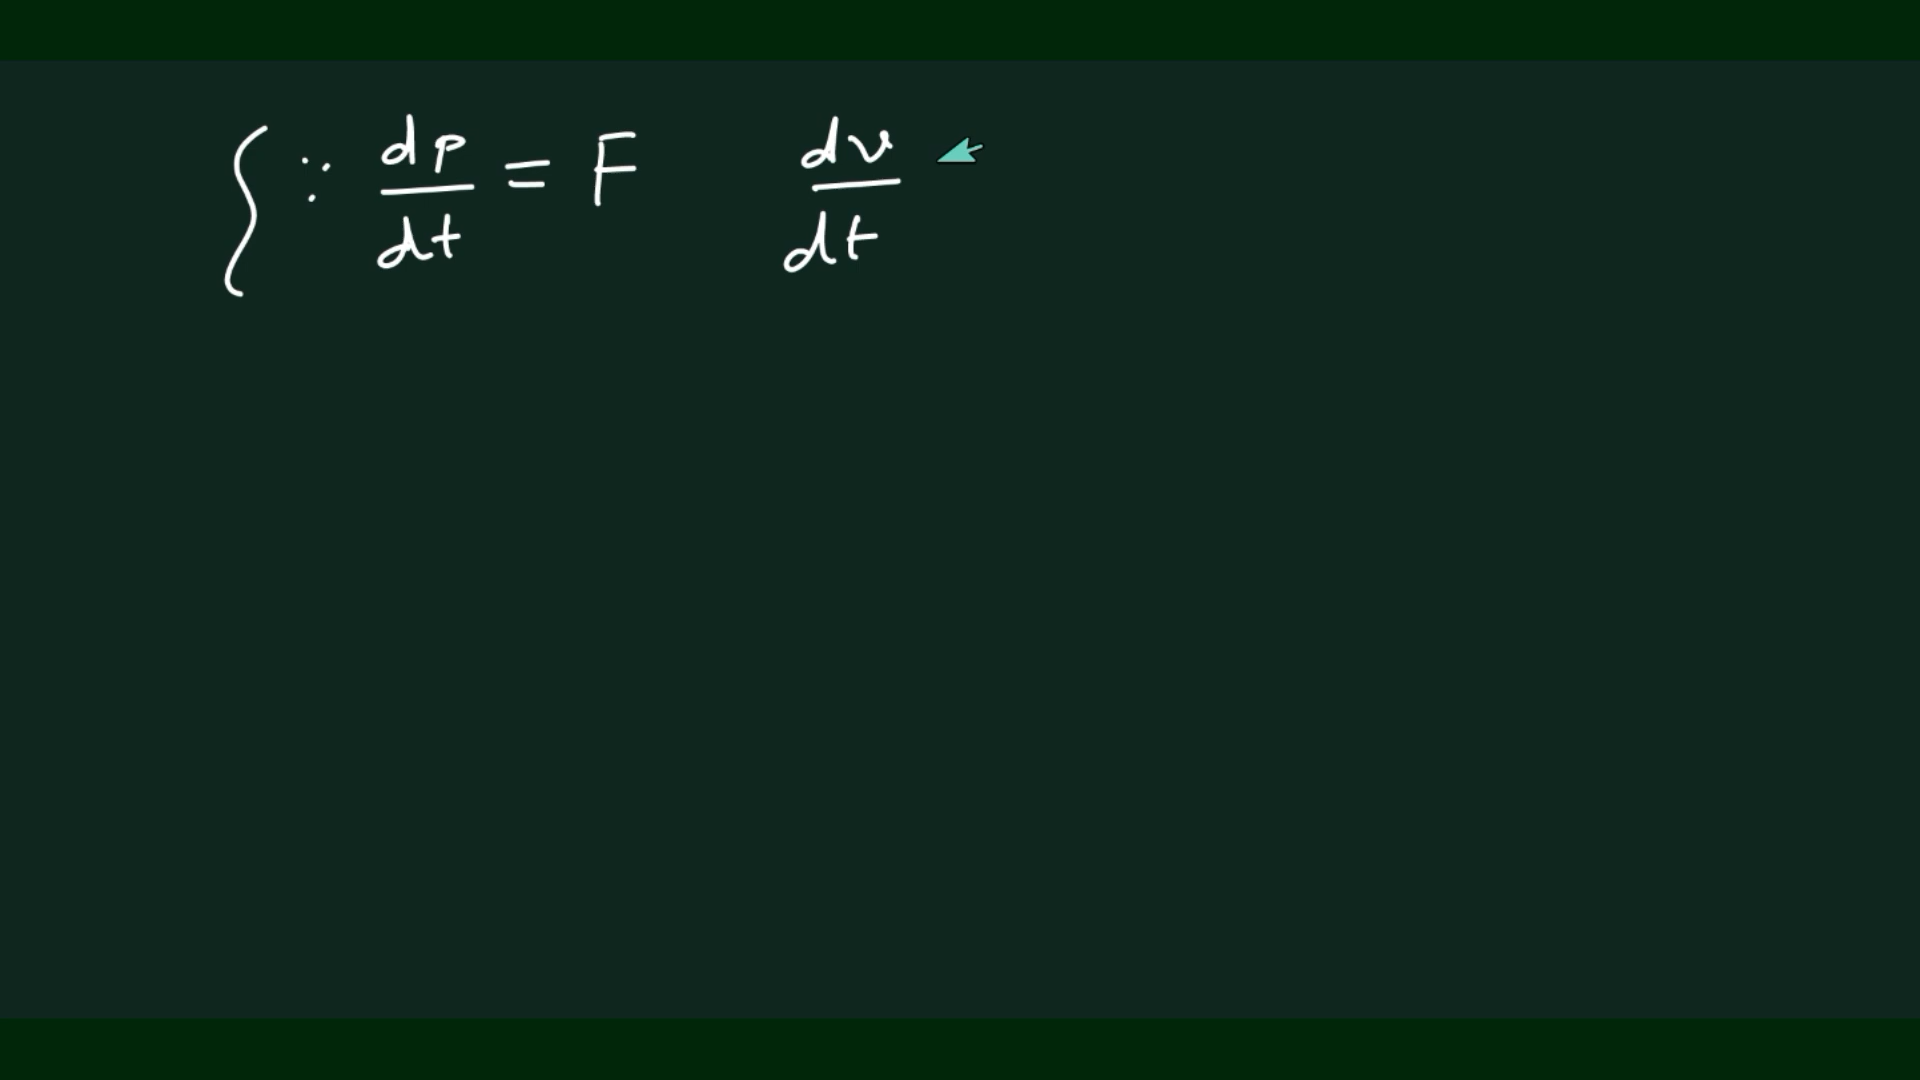 { ∵ dp/dt = F dv/dt